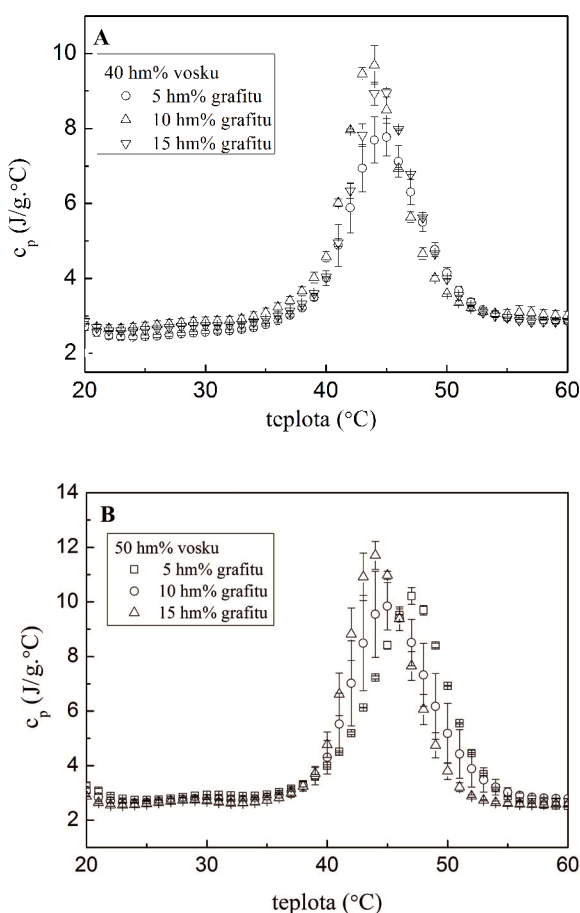 A
40 hm% vosku
5 hm% grafitu
10 hm% grafitu
15 hm% grafitu
10
8
6
4
2
c_p (J/g.°C)
20 30 40 50 60
teplota (°C)
B
50 hm% vosku
5 hm% grafitu
10 hm% grafitu
15 hm% grafitu
14
12
10
8
6
4
2
c_p (J/g.°C)
20 30 40 50 60
teplota (°C)